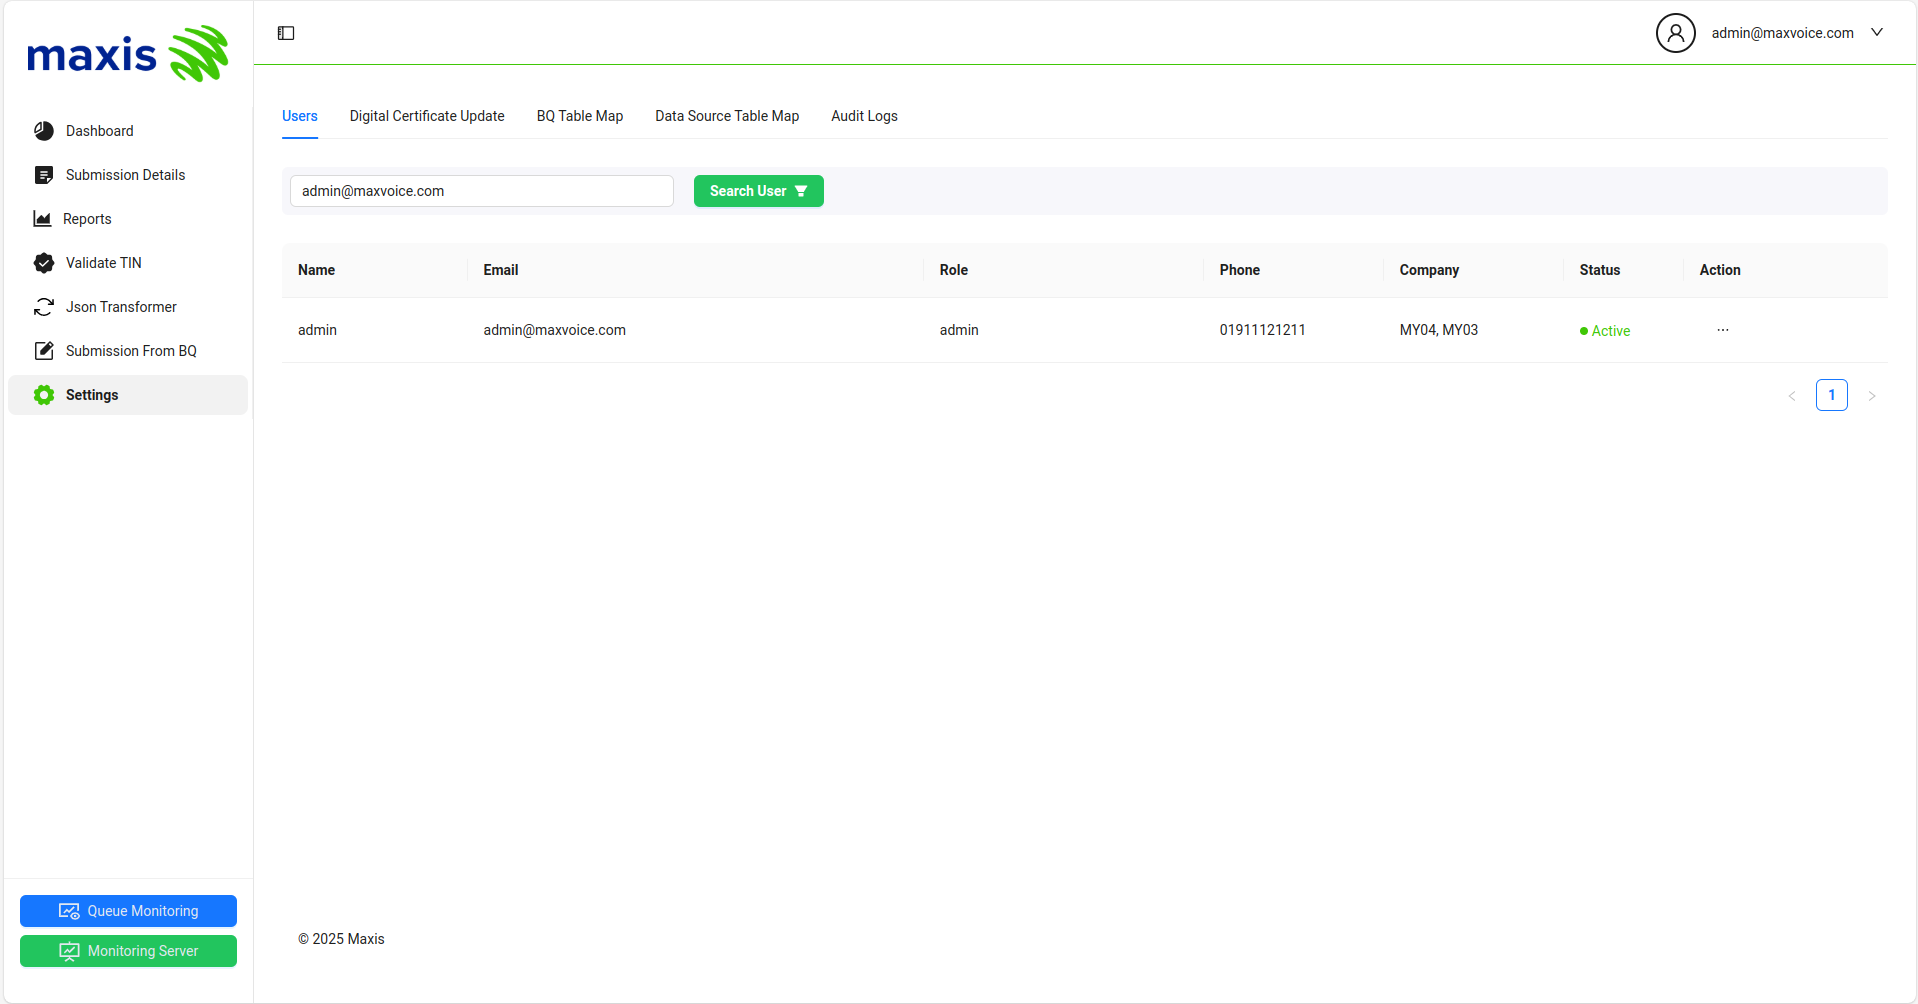 maxis
admin@maxvoice.com
Dashboard
Submission Details
Reports
Validate TIN
Json Transformer
Submission From BQ
Settings
Queue Monitoring
Monitoring Server
Users Digital Certificate Update BQ Table Map Data Source Table Map Audit Logs
admin@maxvoice.com Search User
Name Email Role Phone Company Status Action
admin admin@maxvoice.com admin 01911121211 MY04, MY03 Active ···
< 1 >
© 2025 Maxis